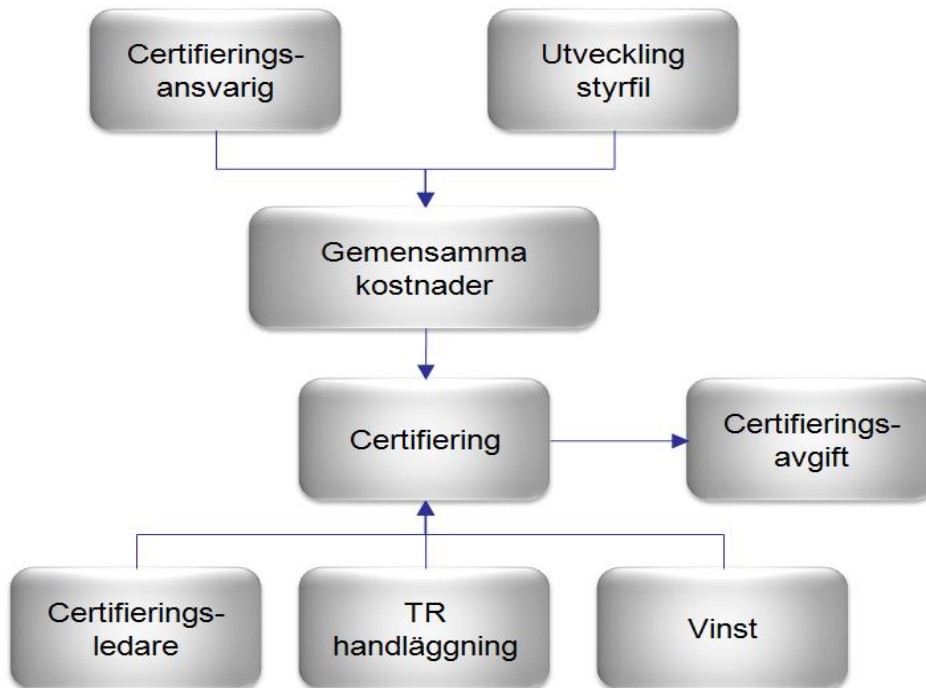 Certifierings-
ansvarig
Utveckling
styrfil
Gemensamma
kostnader
Certifiering
Certifierings-
avgift
Certifierings-
ledare
TR
handläggning
Vinst